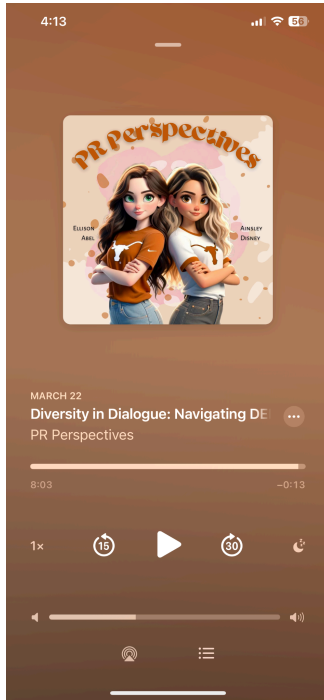 4:13
56
PR Perspectives
Ellison
Abel
Ainsley
Disney
MARCH 22
Diversity in Dialogue: Navigating DE
PR Perspectives
8:03
−0:13
1×
15
30